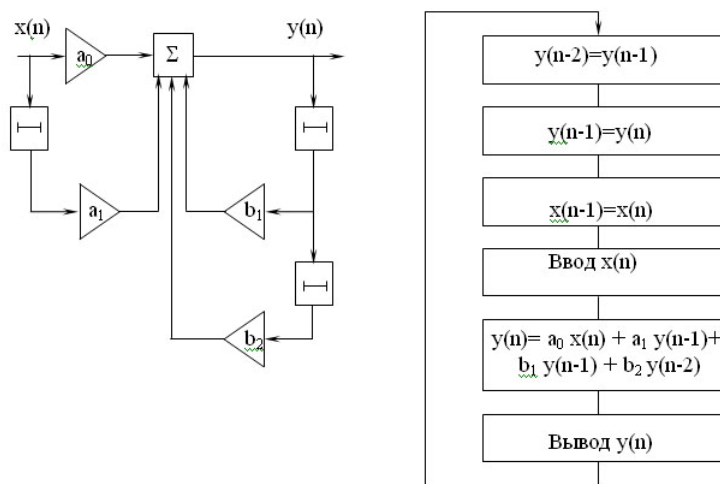 x(n)
y(n)
a₀
Σ
a₁
b₁
b₂
y(n-2)=y(n-1)
y(n-1)=y(n)
x(n-1)=x(n)
Ввод x(n)
y(n)= a₀ x(n) + a₁ y(n-1)+
b₁ y(n-1) + b₂ y(n-2)
Вывод y(n)